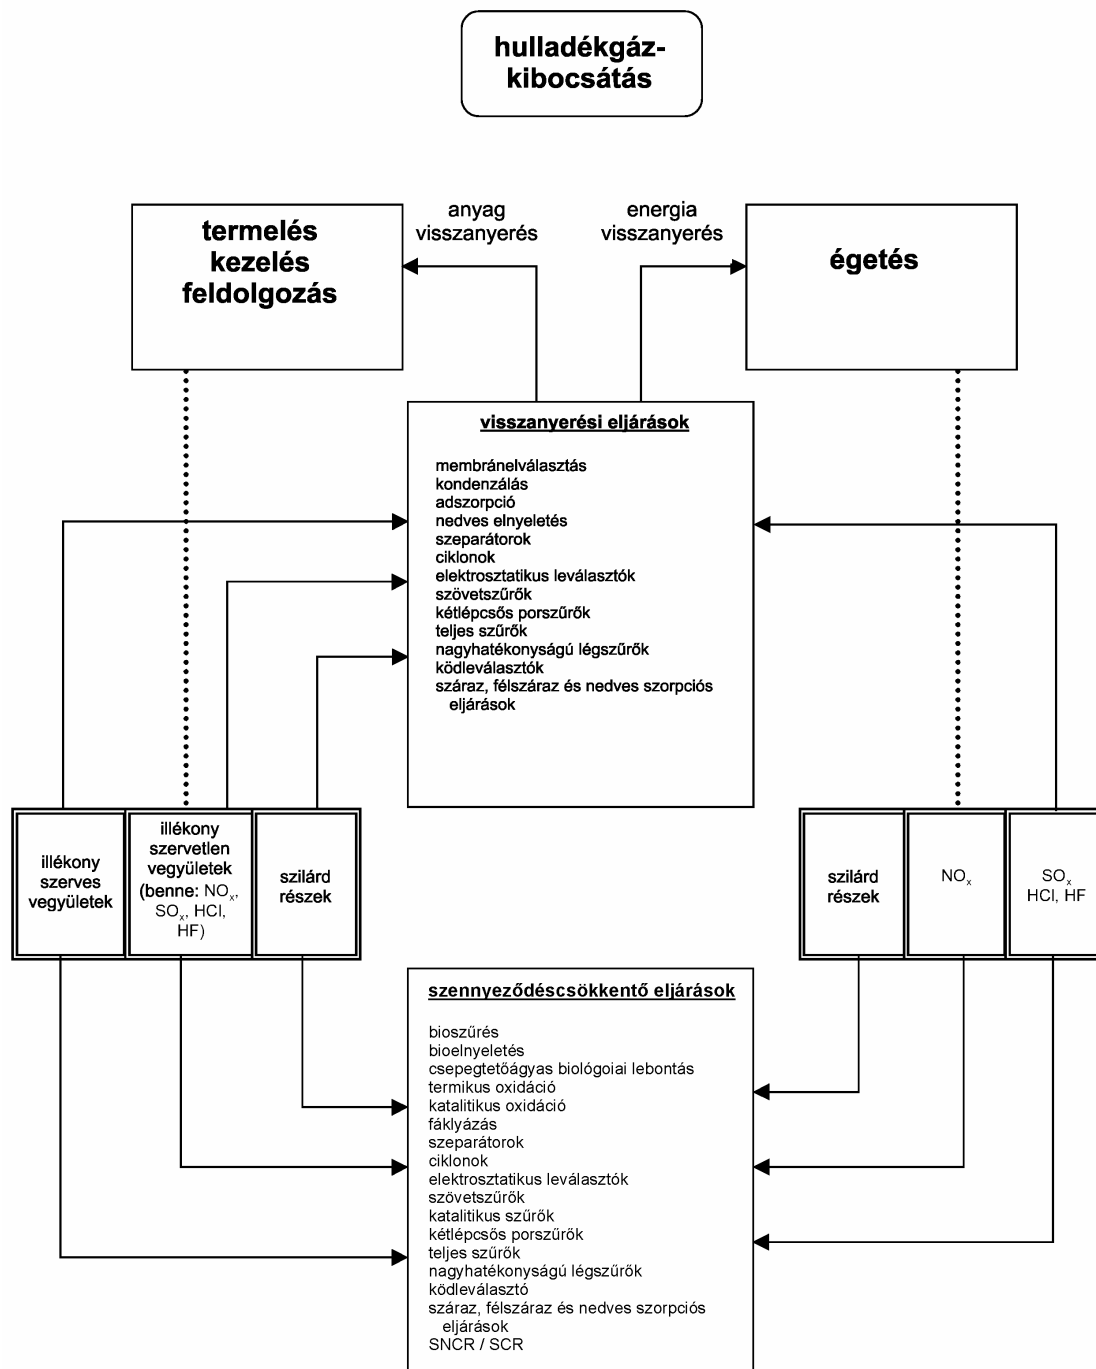 hulladékgáz-
kibocsátás
anyag
visszanyerés
energia
visszanyerés
termelés
kezelés
feldolgozás
égetés
visszanyerési eljárások
membránelválasztás
kondenzálás
adszorpció
nedves elnyeletés
szeparátorok
ciklonok
elektrosztatikus leválasztók
szövetszűrők
kétlépcsős porszűrők
teljes szűrők
nagyhatékonyságú légszűrők
ködleválasztók
száraz, félszáraz és nedves szorpciós
eljárások
illékony
szerves
vegyületek
illékony
szervetlen
vegyületek
(benne: NOx,
SOx, HCl,
HF)
szilárd
részek
szilárd
részek
NOx
SOx
HCl, HF
szennyeződéscsökkentő eljárások
bioszűrés
bioelnyeletés
csepegtetőágyas biológoiai lebontás
termikus oxidáció
katalitikus oxidáció
fáklyázás
szeparátorok
ciklonok
elektrosztatikus leválasztók
szövetszűrők
katalitikus szűrők
kétlépcsős porszűrők
teljes szűrők
nagyhatékonyságú légszűrők
ködleválasztó
száraz, félszáraz és nedves szorpciós
eljárások
SNCR / SCR